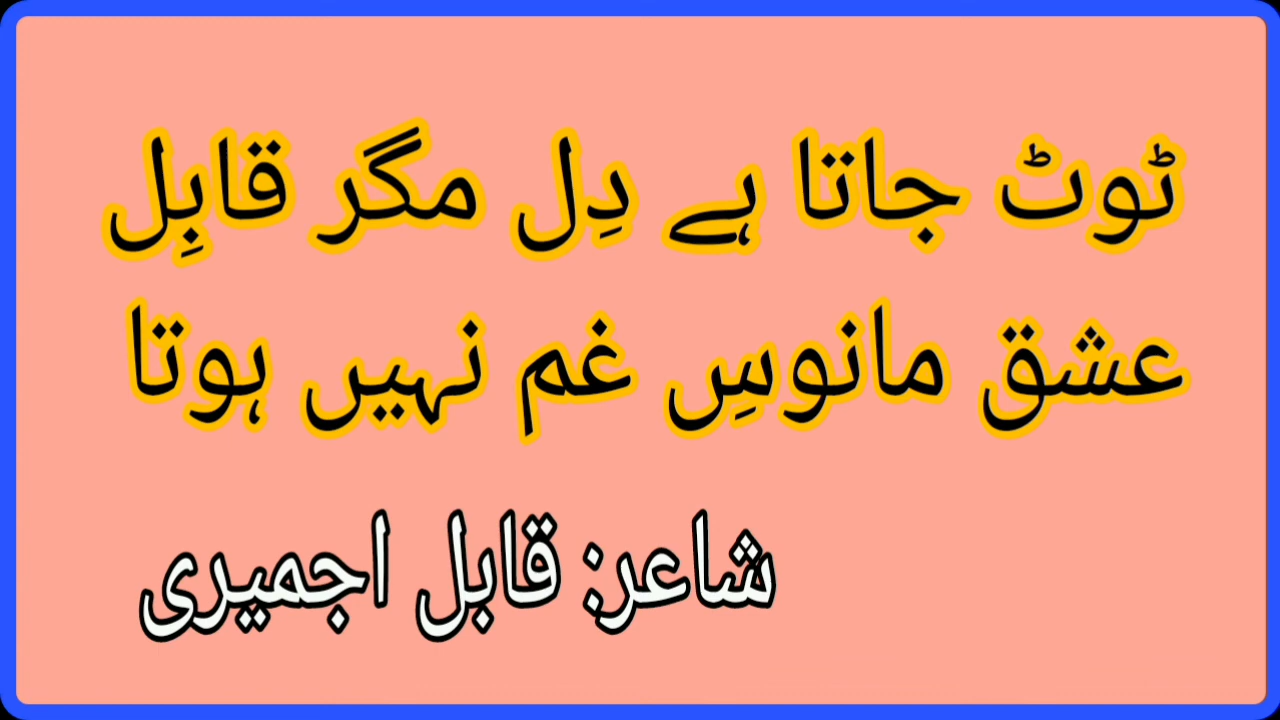 ٹوٹ جاتا ہے دِل مگر قابِل
عشق مانوسِ غم نہیں ہوتا
شاعر: قابل اجمیری